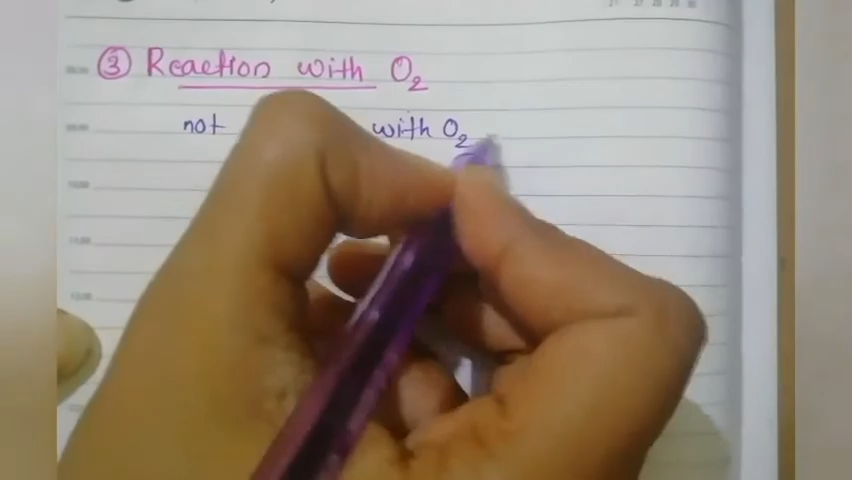 ③ Reaction with O₂
not with O₂